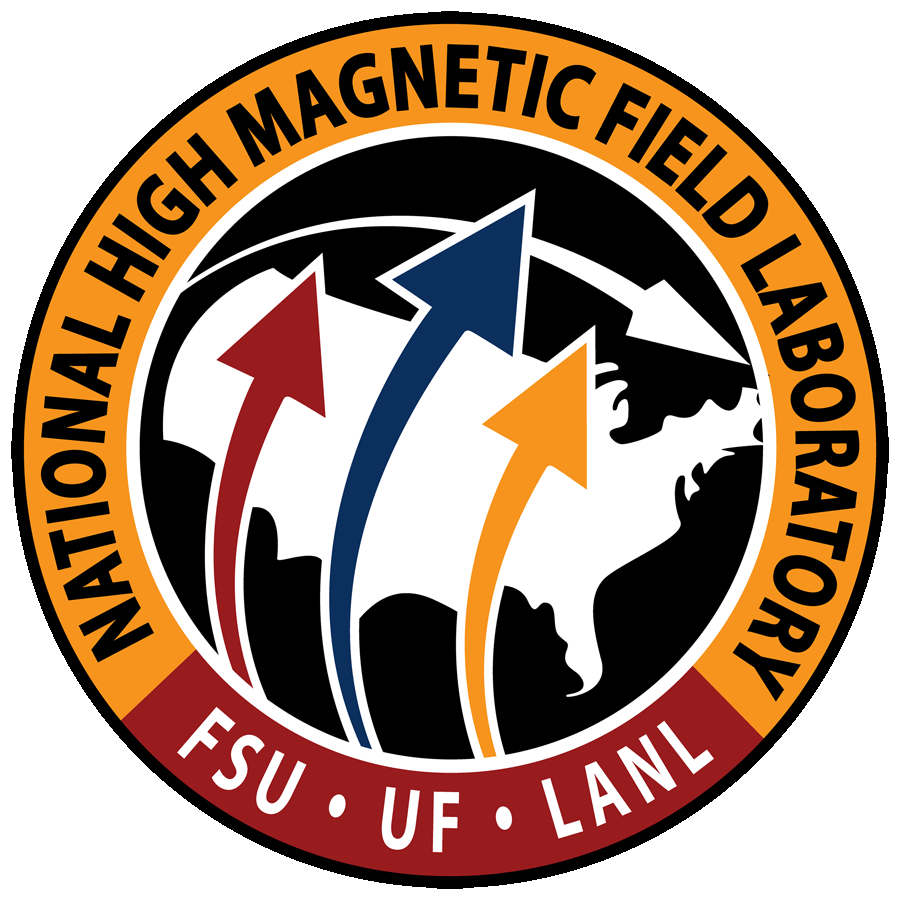 NATIONAL HIGH MAGNETIC FIELD LABORATORY
FSU • UF • LANL